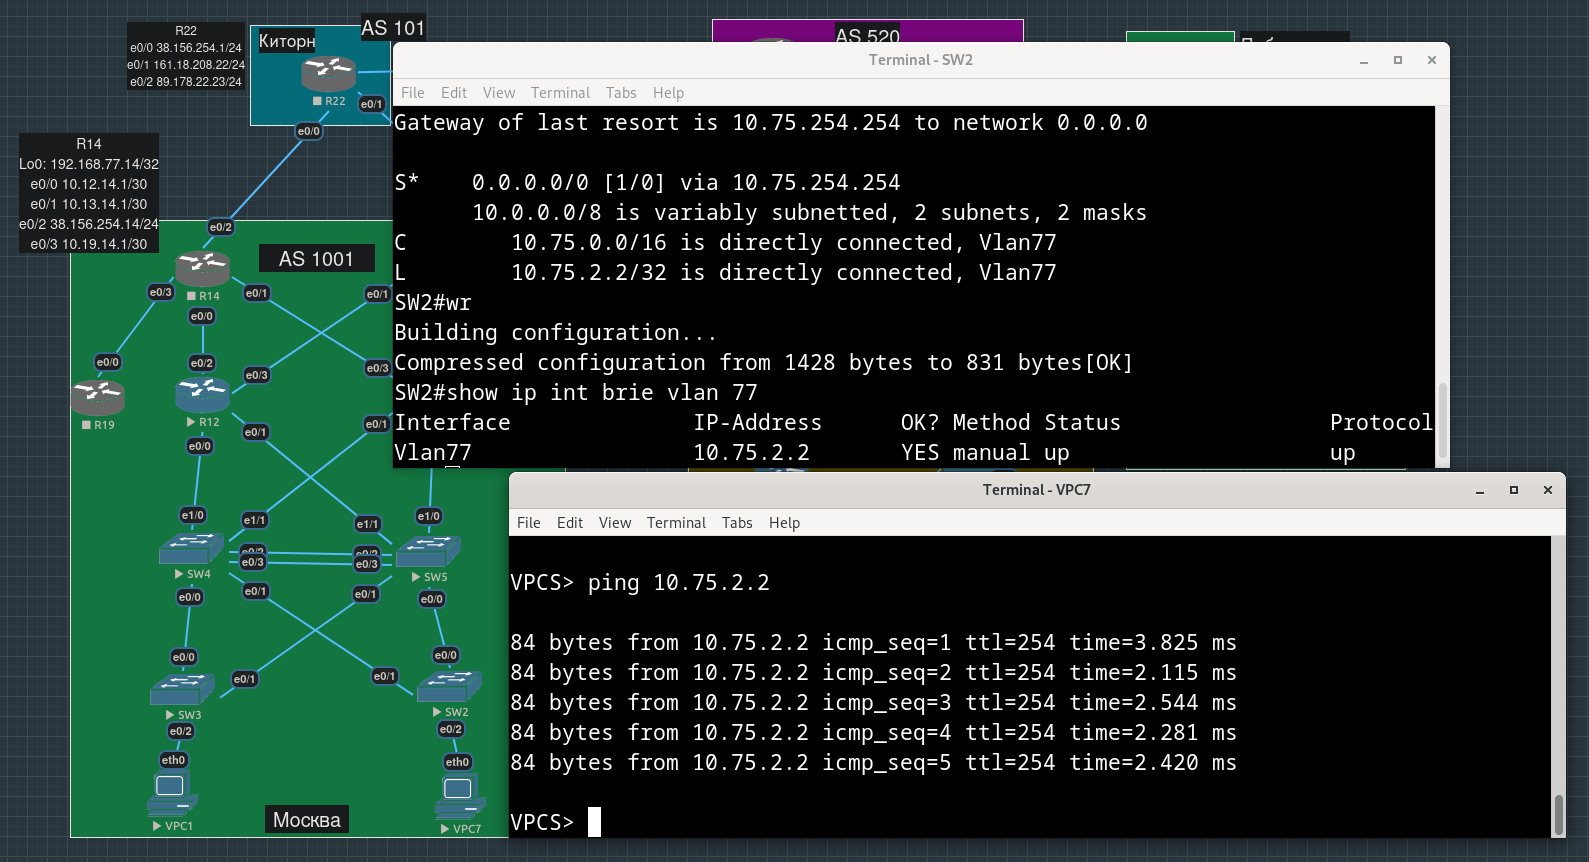 R22
e0/0 38.156.254.1/24
e0/1 161.18.208.22/24
e0/2 89.178.22.23/24
Киторн
AS 101
R22
e0/1
e0/0
AS 520
R14
Lo0: 192.168.77.14/32
e0/0 10.12.14.1/30
e0/1 10.13.14.1/30
e0/2 38.156.254.14/24
e0/3 10.19.14.1/30
e0/2
AS 1001
R14
e0/3
e0/1
e0/1
e0/0
e0/0
e0/2
e0/3
e0/3
R19
R12
e0/1
e0/1
e0/0
e1/0
e1/1
e1/1
e1/0
e0/2
e0/2
e0/3
e0/3
SW4
SW5
e0/0
e0/1
e0/1
e0/0
e0/0
e0/1
e0/1
e0/0
SW3
SW2
e0/2
e0/2
eth0
eth0
VPC1
VPC7
Москва
Terminal - SW2
File Edit View Terminal Tabs Help
Gateway of last resort is 10.75.254.254 to network 0.0.0.0
S* 0.0.0.0/0 [1/0] via 10.75.254.254
10.0.0.0/8 is variably subnetted, 2 subnets, 2 masks
C 10.75.0.0/16 is directly connected, Vlan77
L 10.75.2.2/32 is directly connected, Vlan77
SW2#wr
Building configuration...
Compressed configuration from 1428 bytes to 831 bytes[OK]
SW2#show ip int brie vlan 77
Interface IP-Address OK? Method Status Protocol
Vlan77 10.75.2.2 YES manual up up
Terminal - VPC7
File Edit View Terminal Tabs Help
VPCS> ping 10.75.2.2
84 bytes from 10.75.2.2 icmp_seq=1 ttl=254 time=3.825 ms
84 bytes from 10.75.2.2 icmp_seq=2 ttl=254 time=2.115 ms
84 bytes from 10.75.2.2 icmp_seq=3 ttl=254 time=2.544 ms
84 bytes from 10.75.2.2 icmp_seq=4 ttl=254 time=2.281 ms
84 bytes from 10.75.2.2 icmp_seq=5 ttl=254 time=2.420 ms
VPCS>